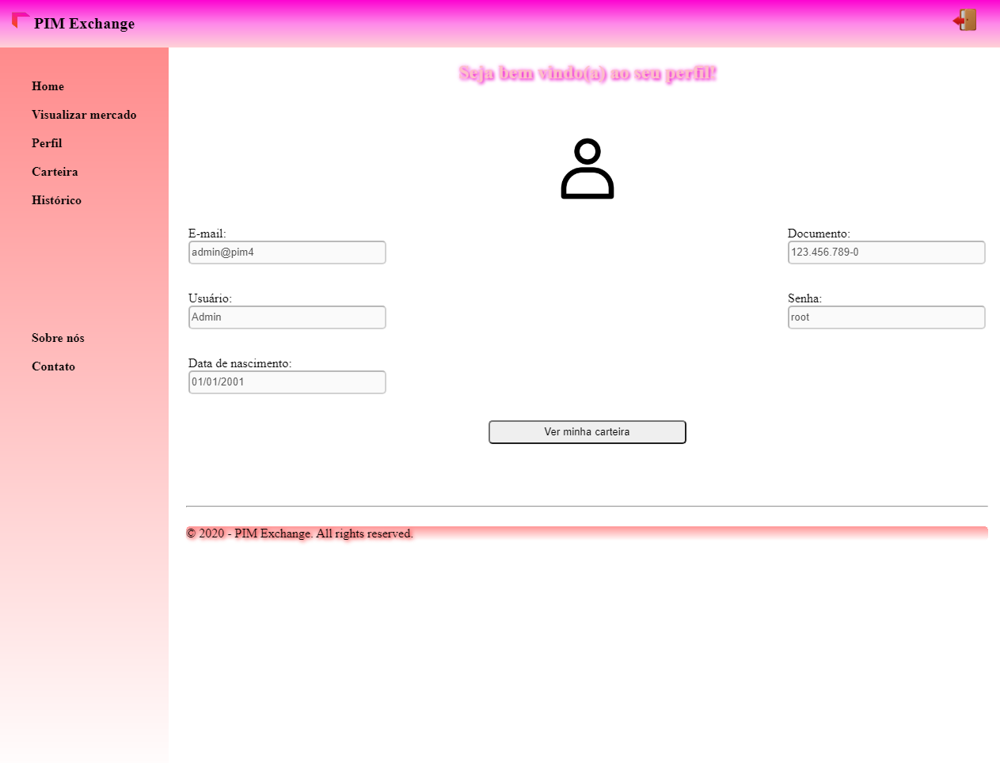 PIM Exchange
Home
Visualizar mercado
Perfil
Carteira
Histórico
Sobre nós
Contato
Seja bem vindo(a) ao seu perfil!
E-mail:
admin@pim4
Documento:
123.456.789-0
Usuário:
Admin
Senha:
root
Data de nascimento:
01/01/2001
Ver minha carteira
© 2020 - PIM Exchange. All rights reserved.